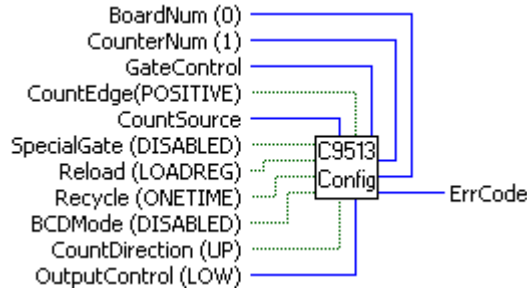 BoardNum (0)
CounterNum (1)
GateControl
CountEdge(POSITIVE)
CountSource
SpecialGate (DISABLED)
Reload (LOADREG)
Recycle (ONETIME)
BCDMode (DISABLED)
CountDirection (UP)
OutputControl (LOW)
C9513
Config
ErrCode